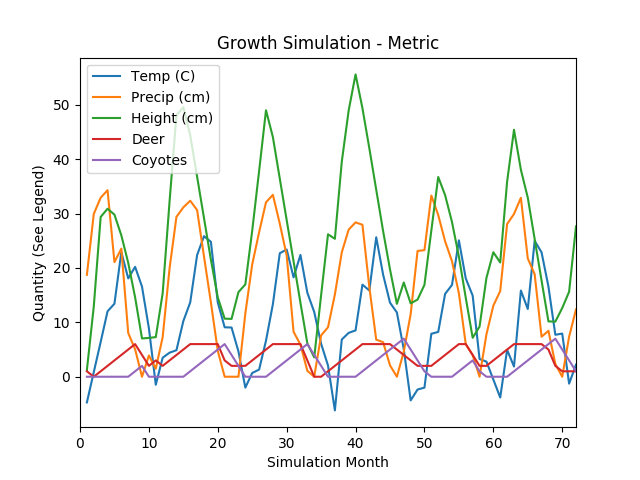 Growth Simulation - Metric
Temp (C)
Precip (cm)
Height (cm)
Deer
Coyotes
Quantity (See Legend)
50
40
30
20
10
0
0 10 20 30 40 50 60 70
Simulation Month